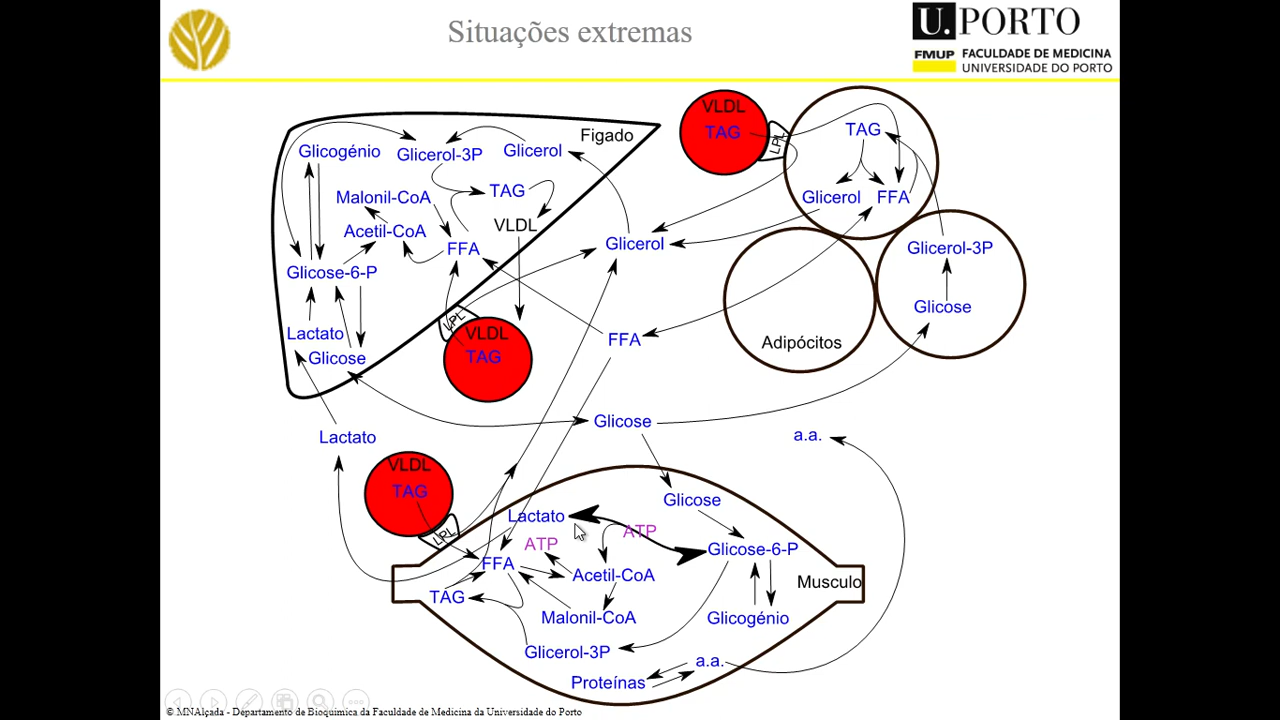 Situações extremas
U.PORTO
FMUP FACULDADE DE MEDICINA
UNIVERSIDADE DO PORTO
Figado
Glicogénio
Glicerol-3P
Glicerol
Malonil-CoA
TAG
Acetil-CoA
VLDL
FFA
Glicose-6-P
Lactato
Glicose
LPL
VLDL
TAG
VLDL
TAG
LPL
TAG
Glicerol
FFA
Glicerol
Glicerol-3P
Glicose
Adipócitos
FFA
Glicose
Lactato
a.a.
VLDL
TAG
LPL
Lactato
Glicose
ATP
ATP
Glicose-6-P
FFA
Acetil-CoA
Musculo
TAG
Malonil-CoA
Glicogénio
Glicerol-3P
a.a.
Proteínas
© MNAlçada - Departamento de Bioquímica da Faculdade de Medicina da Universidade do Porto